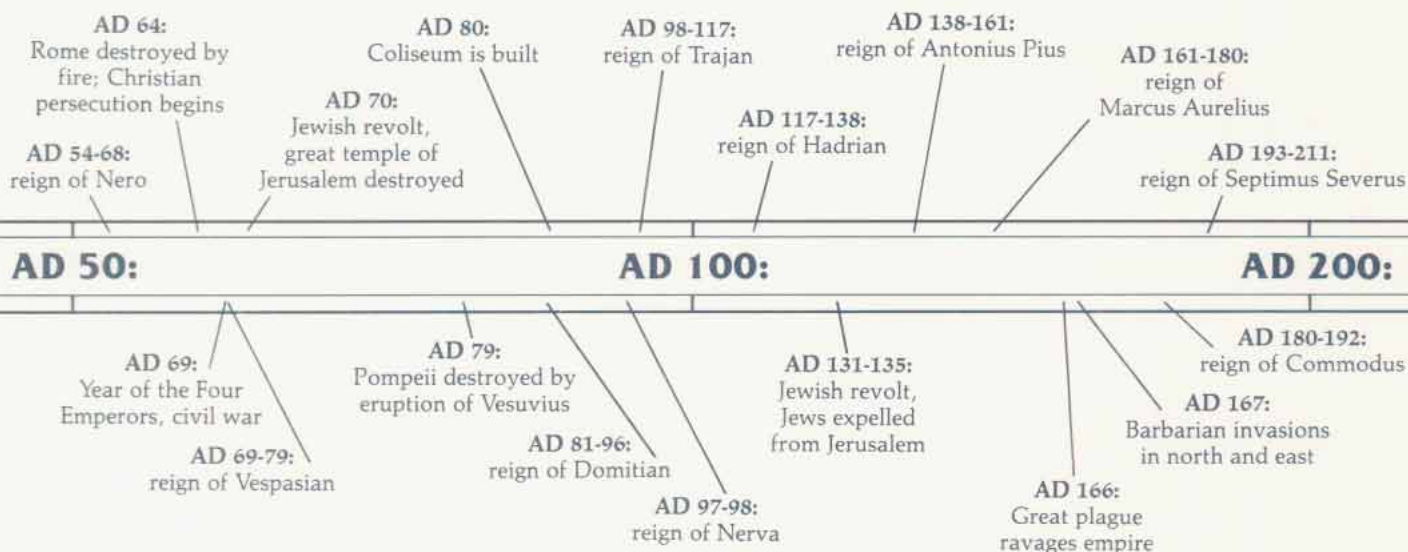 AD 64:
Rome destroyed by
fire; Christian
persecution begins
AD 54-68:
reign of Nero
AD 70:
Jewish revolt,
great temple of
Jerusalem destroyed
AD 80:
Coliseum is built
AD 98-117:
reign of Trajan
AD 117-138:
reign of Hadrian
AD 138-161:
reign of Antonius Pius
AD 161-180:
reign of
Marcus Aurelius
AD 193-211:
reign of Septimus Severus
AD 50:
AD 100:
AD 200:
AD 69:
Year of the Four
Emperors, civil war
AD 69-79:
reign of Vespasian
AD 79:
Pompeii destroyed by
eruption of Vesuvius
AD 81-96:
reign of Domitian
AD 97-98:
reign of Nerva
AD 131-135:
Jewish revolt,
Jews expelled
from Jerusalem
AD 166:
Great plague
ravages empire
AD 167:
Barbarian invasions
in north and east
AD 180-192:
reign of Commodus